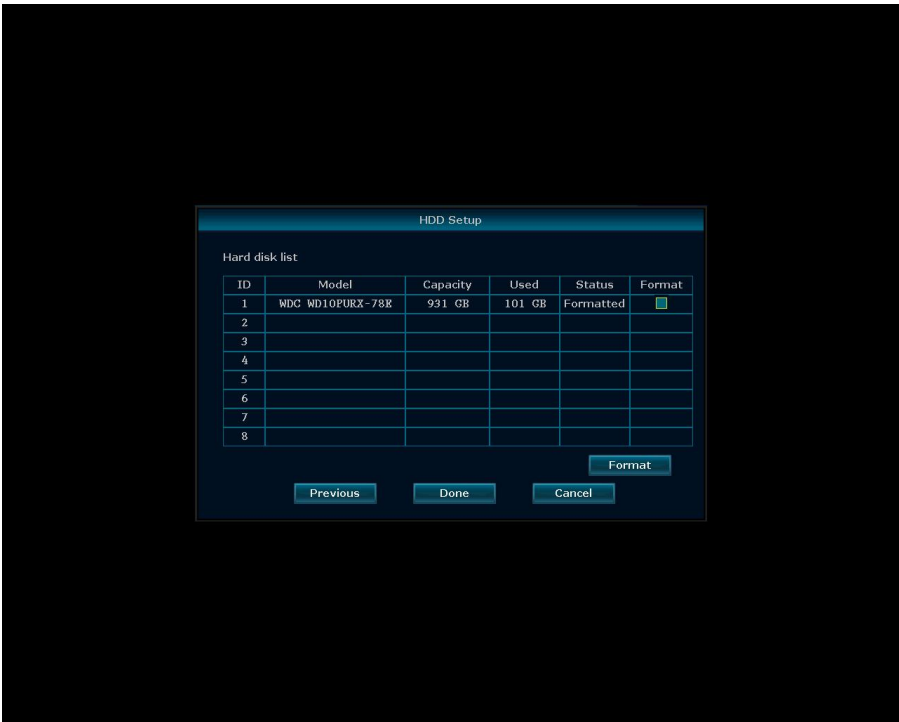 HDD Setup
Hard disk list
ID Model Capacity Used Status Format
1 WDC WD10PURX-78E 931 GB 101 GB Formatted
2
3
4
5
6
7
8
Format
Previous Done Cancel